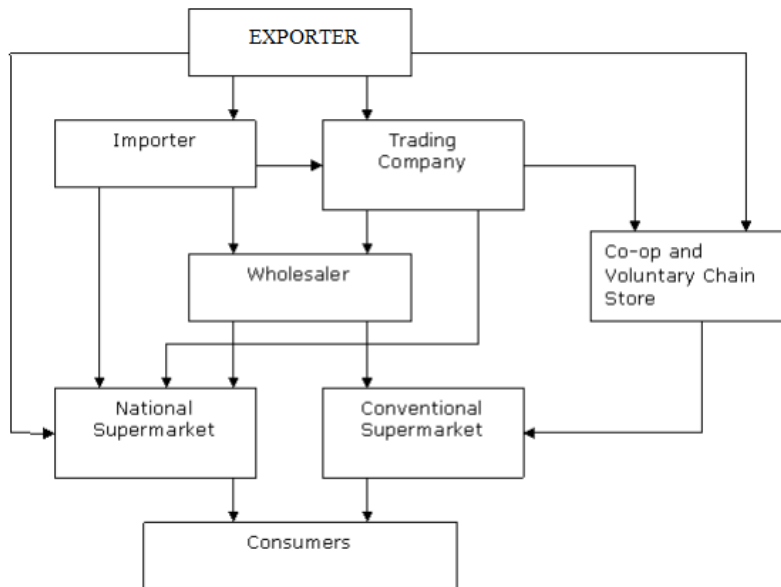 EXPORTER
Importer
Trading
Company
Wholesaler
Co-op and
Voluntary Chain
Store
National
Supermarket
Conventional
Supermarket
Consumers